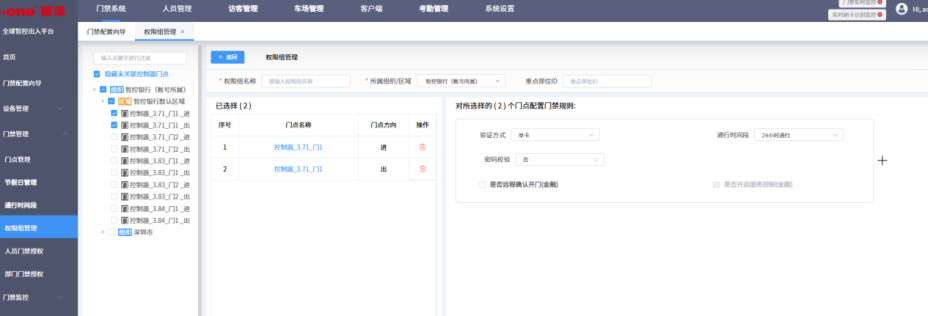 门禁系统 人员管理 访客管理 车场管理 客户端 考勤管理 系统设置
Hi, ad
全球智控出入平台
门禁配置向导 权限组管理 ×
首页
门禁配置向导
设备管理
门禁管理
门点管理
节假日管理
通行时间段
权限组管理
人员门禁授权
部门门禁授权
门禁监控
输入关键字进行过滤
隐藏未关联控制器门点
组织 智控银行（账号所属）
区域 智控银行默认区域
控制器_3.71_门1 _进
控制器_3.71_门1 _出
控制器_3.71_门2 _进
控制器_3.71_门2 _出
控制器_3.83_门1 _进
控制器_3.83_门1 _出
控制器_3.83_门2 _进
控制器_3.83_门2 _出
控制器_3.84_门1 _进
控制器_3.84_门1 _出
组织 深圳市
返回 权限组管理
* 权限组名称 请输入权限组名称 * 所属组织/区域 智控银行（账号所属） 重点部位ID 重点部位ID
已选择 ( 2 )
序号 门点名称 门点方向 操作
1 控制器_3.71_门1 进
2 控制器_3.71_门1 出
对所选择的 ( 2 ) 个门点配置门禁规则:
验证方式 单卡 通行时间段 24小时通行
密码校验 否
是否远程确认开门(金融) 是否开启服务控制(金融)